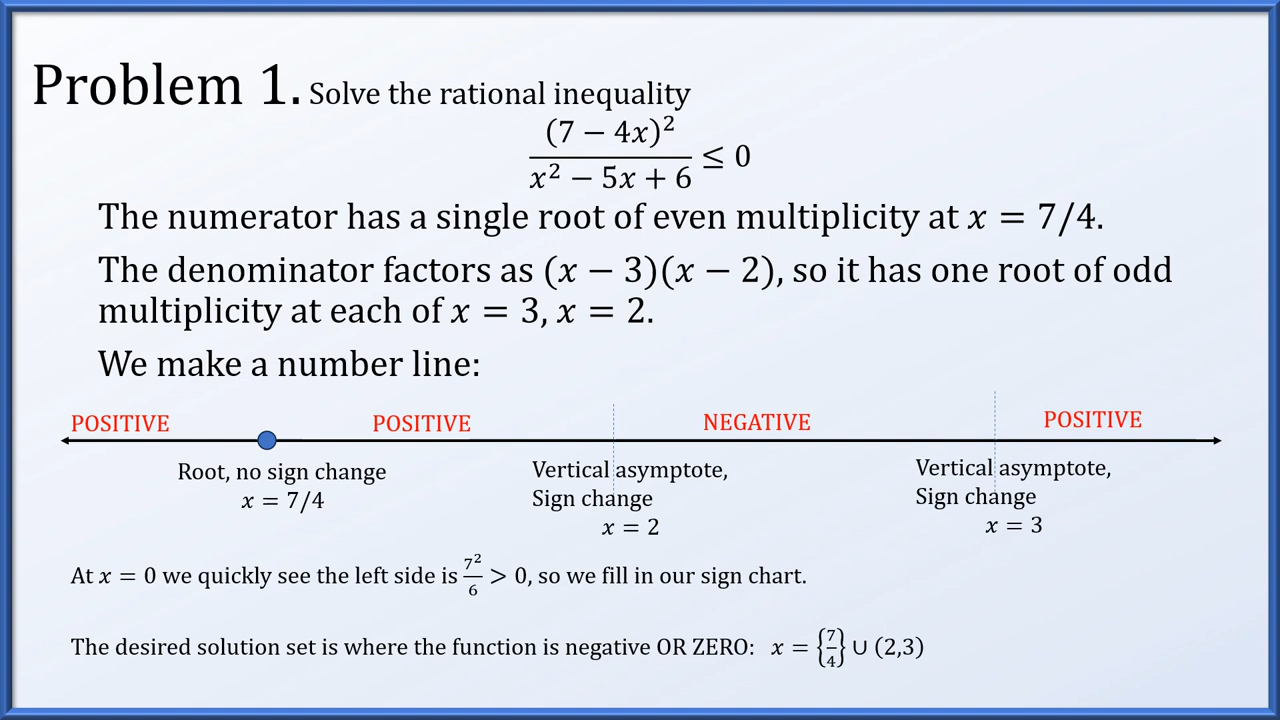 Problem 1. Solve the rational inequality
(7 − 4𝑥)²
𝑥² − 5𝑥 + 6 ≤ 0
The numerator has a single root of even multiplicity at 𝑥 = 7/4.
The denominator factors as (𝑥 − 3)(𝑥 − 2), so it has one root of odd
multiplicity at each of 𝑥 = 3, 𝑥 = 2.
We make a number line:
POSITIVE POSITIVE NEGATIVE POSITIVE
Root, no sign change
𝑥 = 7/4
Vertical asymptote,
Sign change
𝑥 = 2
Vertical asymptote,
Sign change
𝑥 = 3
At 𝑥 = 0 we quickly see the left side is 7²/6 > 0, so we fill in our sign chart.
The desired solution set is where the function is negative OR ZERO: 𝑥 = {7/4} ∪ (2,3)